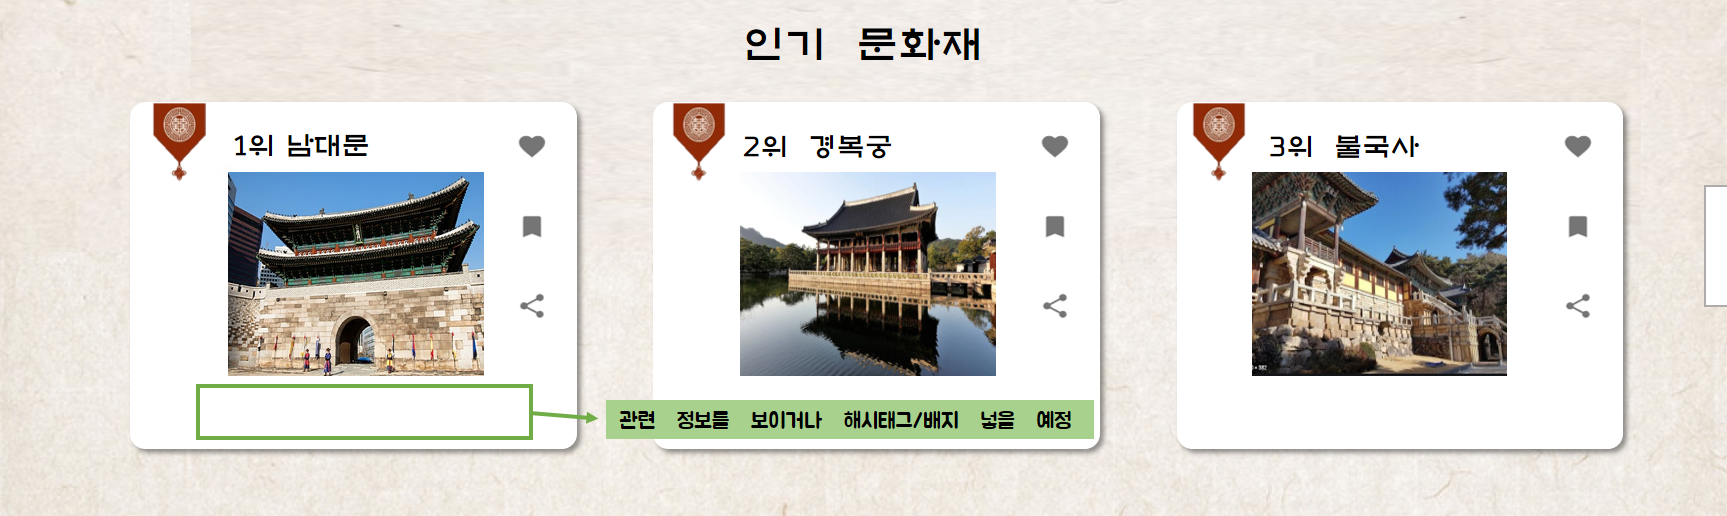 인기 문화재
1위 남대문
2위 경복궁
3위 불국사
관련 정보를 보이거나 해시태그/배지 넣을 예정